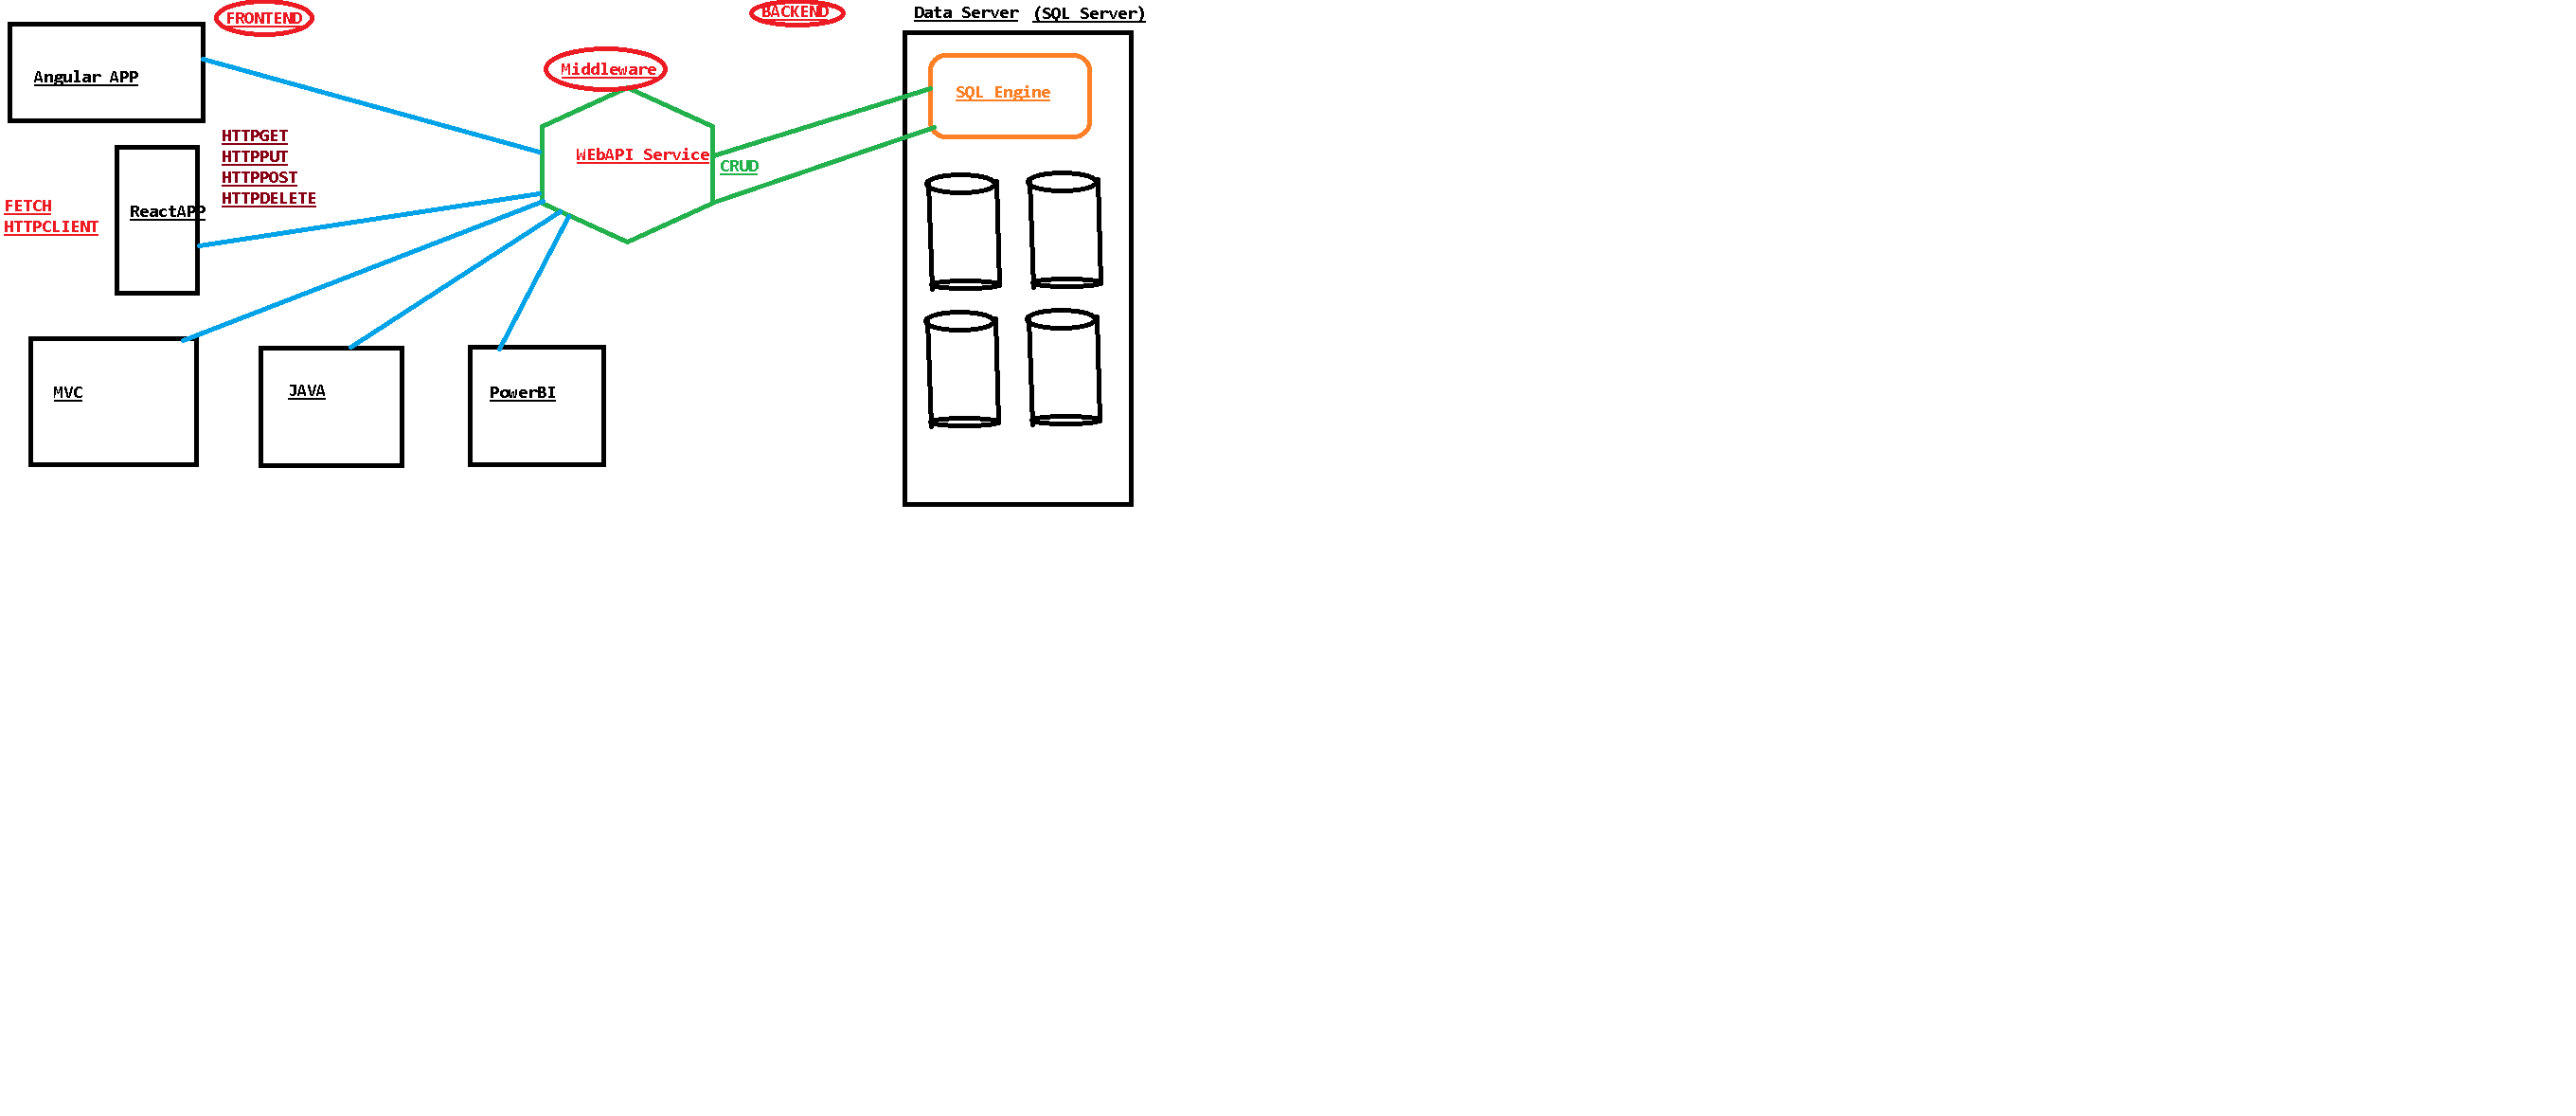 FRONTEND
BACKEND
Data Server (SQL Server)
Angular APP
Middleware
SQL Engine
HTTPGET
HTTPPUT
HTTPPOST
HTTPDELETE
WEbAPI Service
CRUD
FETCH
HTTPCLIENT
ReactAPP
MVC
JAVA
PowerBI